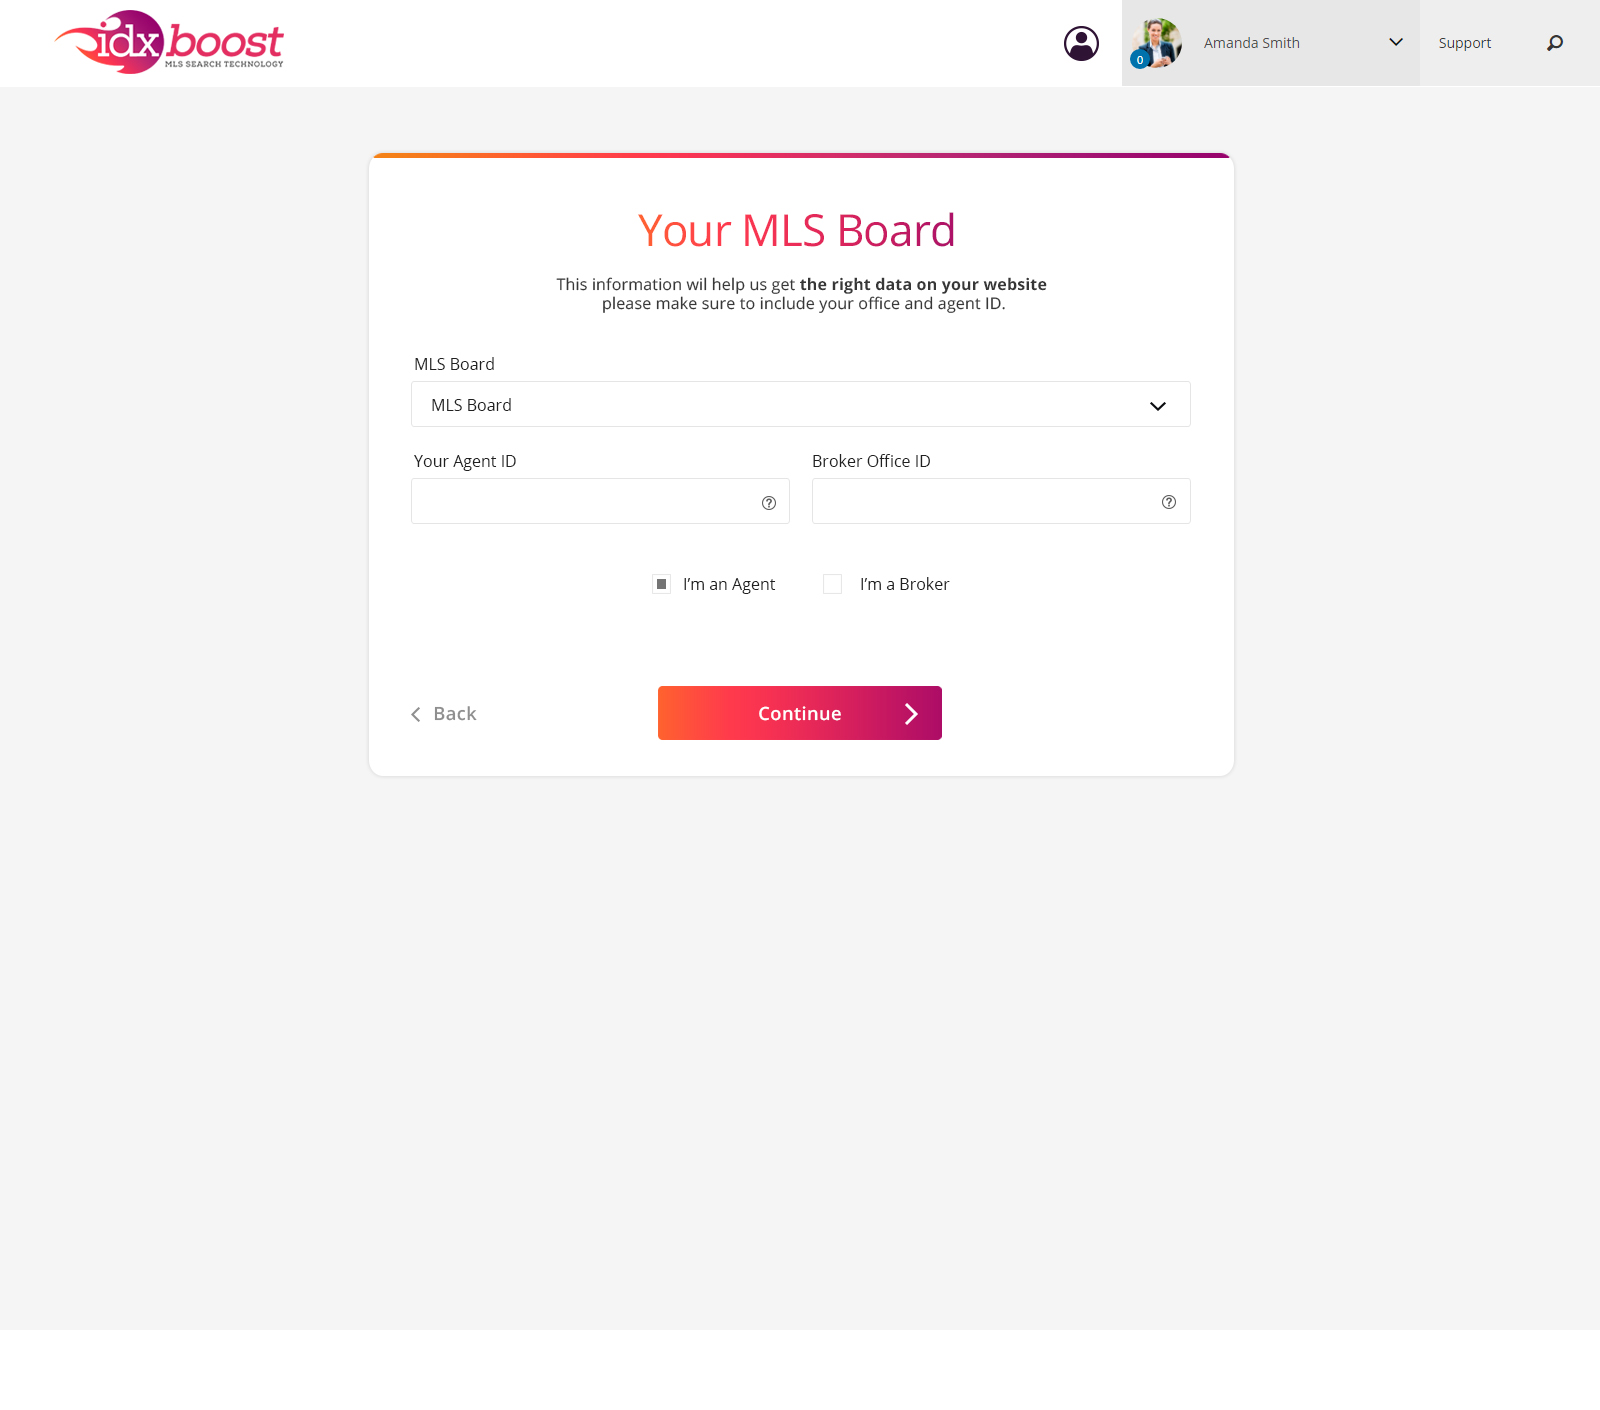 idxboost
MLS SEARCH TECHNOLOGY
0
Amanda Smith
Support
Your MLS Board
This information wil help us get the right data on your website
please make sure to include your office and agent ID.
MLS Board
MLS Board
Your Agent ID
Broker Office ID
?
?
I’m an Agent
I’m a Broker
Back
Continue